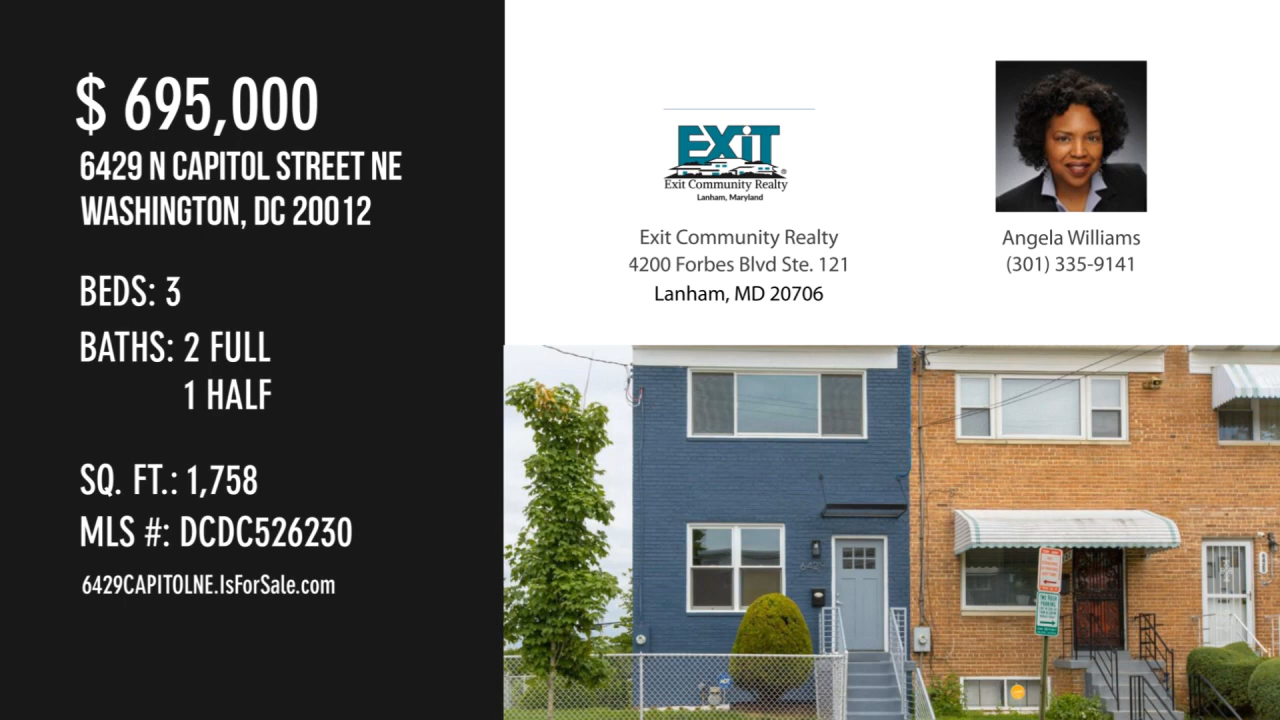 $ 695,000
6429 N CAPITOL STREET NE
WASHINGTON, DC 20012
BEDS: 3
BATHS: 2 FULL
1 HALF
SQ. FT.: 1,758
MLS #: DCDC526230
6429CAPITOLNE.IsForSale.com
EXiT
Exit Community Realty
Lanham, Maryland
Exit Community Realty
4200 Forbes Blvd Ste. 121
Lanham, MD 20706
Angela Williams
(301) 335-9141